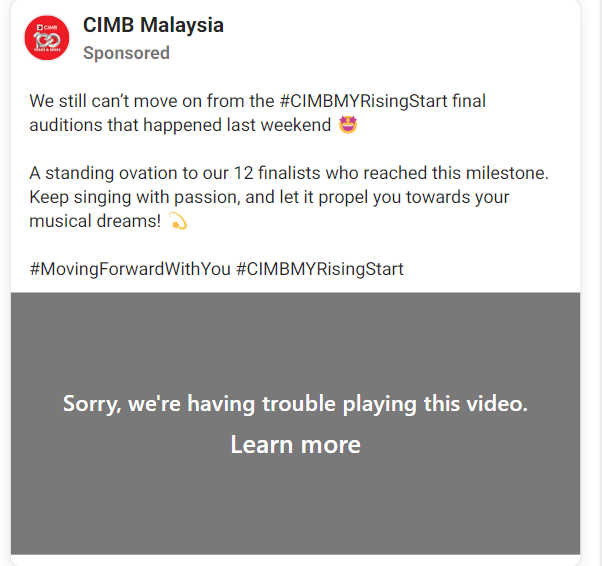 CIMB Malaysia
Sponsored
We still can't move on from the #CIMBMYRisingStart final
auditions that happened last weekend 🤩
A standing ovation to our 12 finalists who reached this milestone.
Keep singing with passion, and let it propel you towards your
musical dreams! 💫
#MovingForwardWithYou #CIMBMYRisingStart
Sorry, we're having trouble playing this video.
Learn more